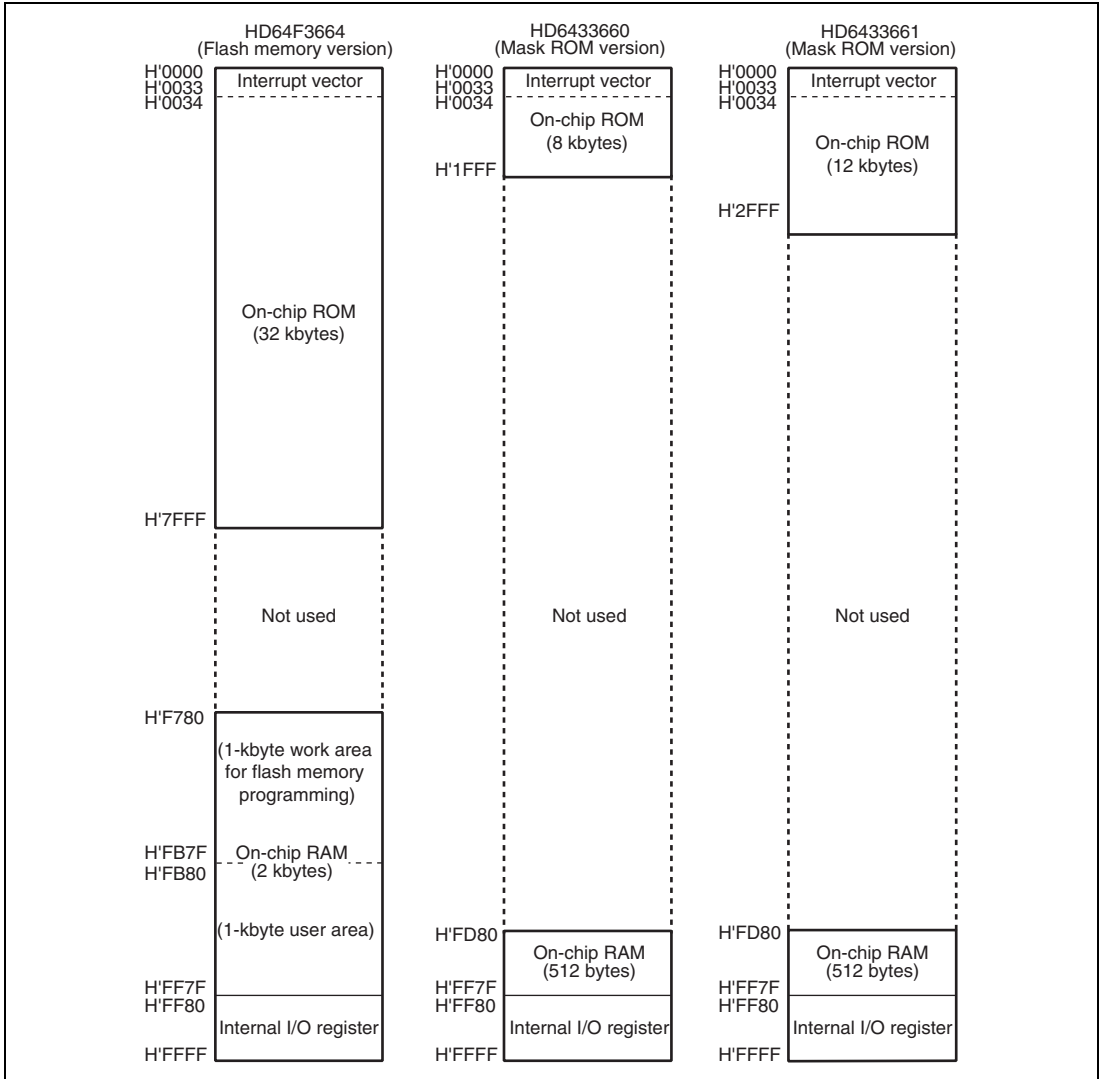 HD64F3664
(Flash memory version)
H'0000
H'0033
H'0034
Interrupt vector
On-chip ROM
(32 kbytes)
H'7FFF
Not used
H'F780
(1-kbyte work area
for flash memory
programming)
H'FB7F
On-chip RAM
(2 kbytes)
H'FB80
(1-kbyte user area)
H'FF7F
H'FF80
Internal I/O register
H'FFFF
HD6433660
(Mask ROM version)
H'0000
H'0033
H'0034
Interrupt vector
On-chip ROM
(8 kbytes)
H'1FFF
Not used
H'FD80
On-chip RAM
(512 bytes)
H'FF7F
H'FF80
Internal I/O register
H'FFFF
HD6433661
(Mask ROM version)
H'0000
H'0033
H'0034
Interrupt vector
On-chip ROM
(12 kbytes)
H'2FFF
Not used
H'FD80
On-chip RAM
(512 bytes)
H'FF7F
H'FF80
Internal I/O register
H'FFFF